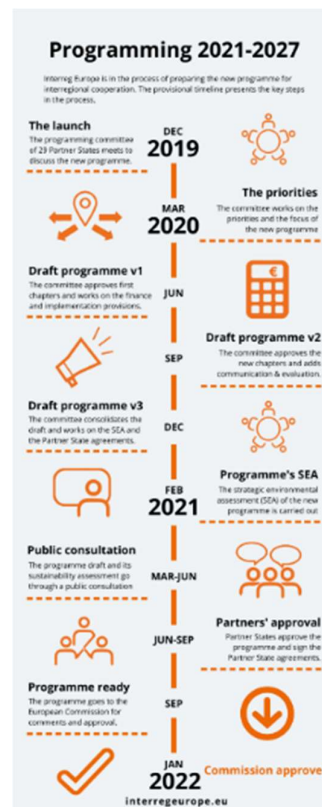 Programming 2021-2027
Interreg Europe is in the process of preparing the new programme for
interregional cooperation. The provisional timeline presents the key steps
in the process.
The launch
The programming committee
of 29 Partner States meets to
discuss the new programme.
DEC
2019
The priorities
The committee works on the
priorities and the focus of
the new programme
MAR
2020
Draft programme v1
The committee approves first
chapters and works on the finance
and implementation provisions.
JUN
Draft programme v2
The committee approves the
new chapters and adds
communication & evaluation.
SEP
Draft programme v3
The committee consolidates the
draft and works on the SEA and
the Partner State agreements.
DEC
Programme's SEA
The strategic environmental
assessment (SEA) of the new
programme is carried out
FEB
2021
Public consultation
The programme draft and its
sustainability assessment go
through a public consultation
MAR-JUN
Partners' approval
Partner States approve the
programme and sign the
Partner State agreements.
JUN-SEP
Programme ready
The programme goes to the
European Commission for
comments and approval.
SEP
Commission approve
JAN
2022
interregeurope.eu